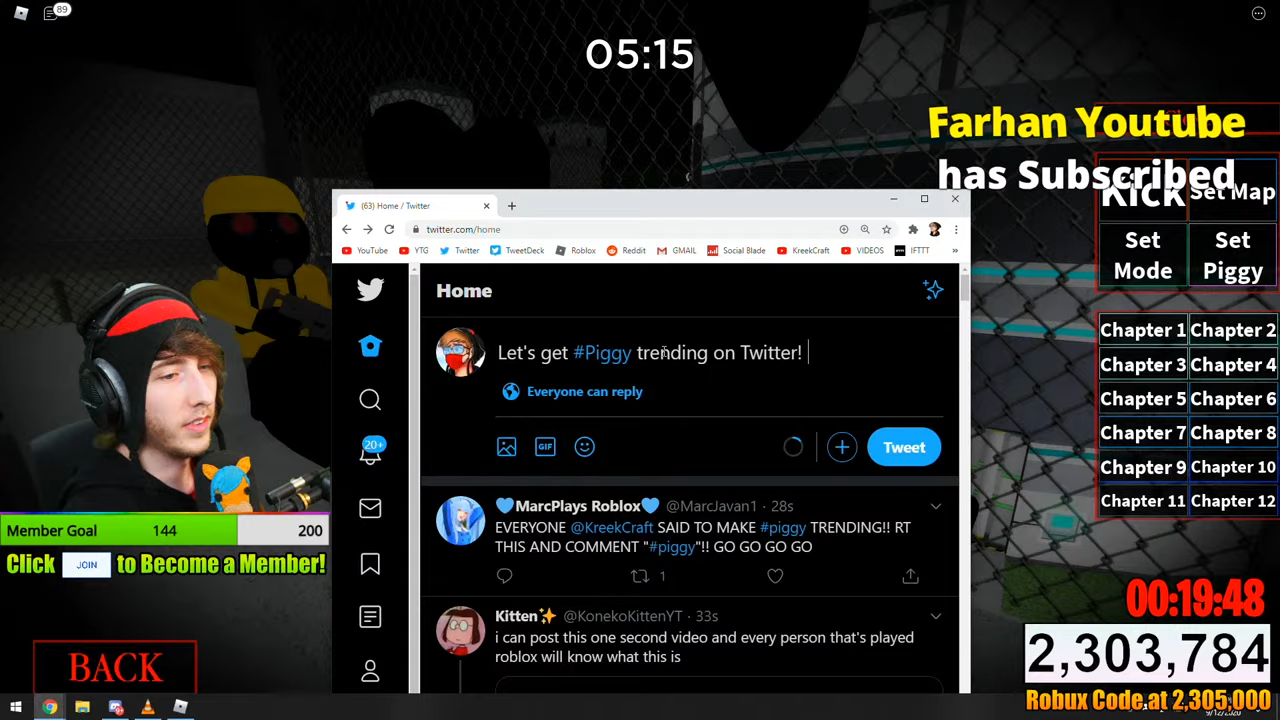 89
05:15
Farhan Youtube
has Subscribed
Kick
Set Map
Set Mode
Set Piggy
Chapter 1
Chapter 2
Chapter 3
Chapter 4
Chapter 5
Chapter 6
Chapter 7
Chapter 8
Chapter 9
Chapter 10
Chapter 11
Chapter 12
(63) Home / Twitter
twitter.com/home
YouTube
YTG
Twitter
TweetDeck
Roblox
Reddit
GMAIL
Social Blade
KreekCraft
VIDEOS
IFTTT
»
Home
Let's get #Piggy trending on Twitter!
Everyone can reply
GIF
Tweet
20+
💙MarcPlays Roblox💙 @MarcJavan1 · 28s
EVERYONE @KreekCraft SAID TO MAKE #piggy TRENDING!! RT
THIS AND COMMENT "#piggy"!! GO GO GO GO
1
Kitten✨ @KonekoKittenYT · 33s
i can post this one second video and every person that's played
roblox will know what this is
Member Goal 144 200
Click JOIN to Become a Member!
BACK
00:19:48
2,303,784
Robux Code at 2,305,000
9/12/2020